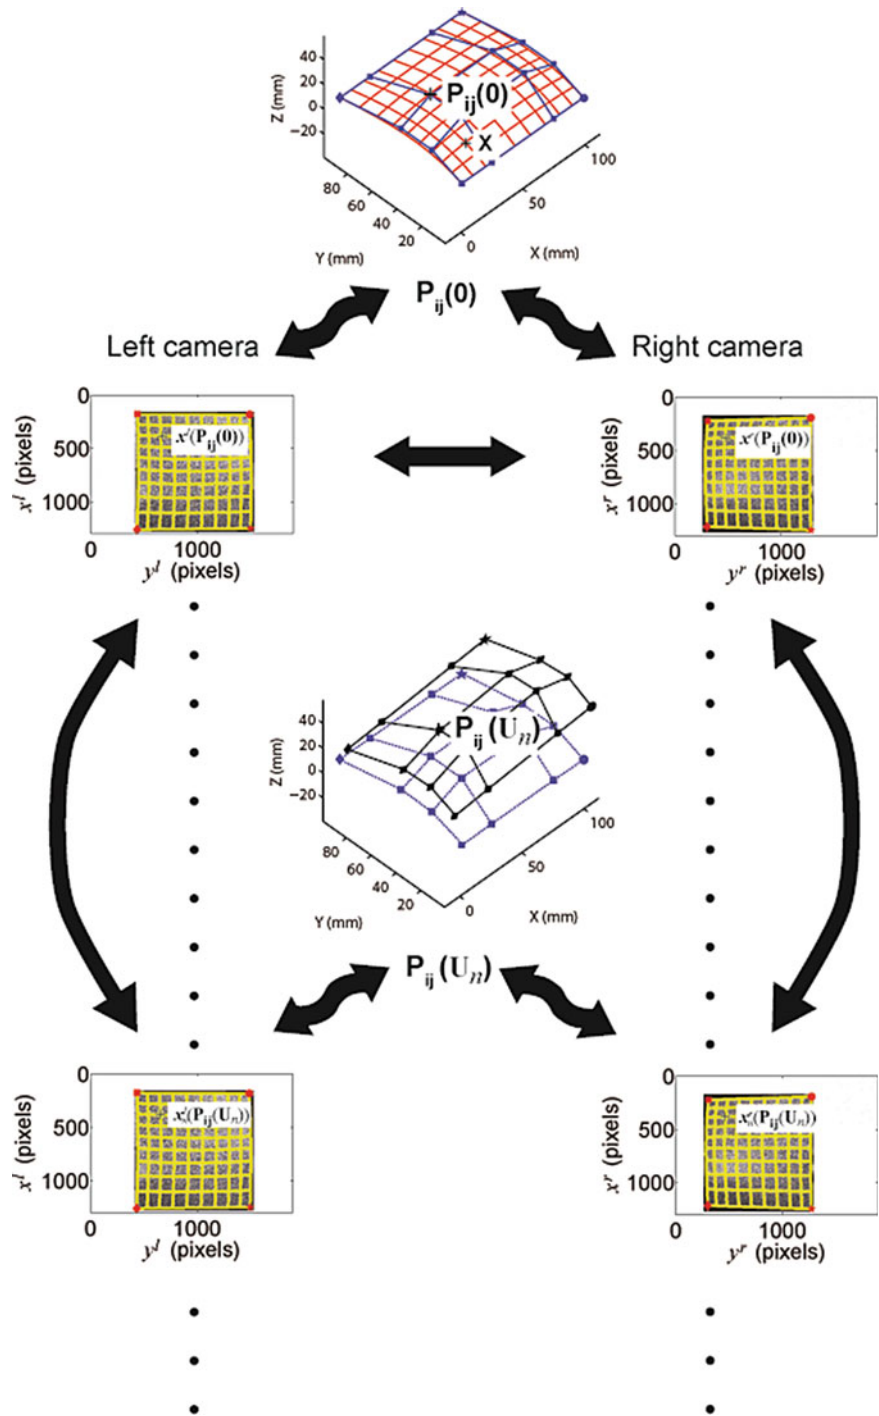 40
20
0
−20
Z (mm)
P_ij(0)
X
80
60
40
20
Y (mm)
0
50
100
X (mm)
P_ij(0)
Left camera
Right camera
0
500
1000
x^l (pixels)
x^l(P_ij(0))
0
1000
y^l (pixels)
0
500
1000
x^r (pixels)
x^r(P_ij(0))
0
1000
y^r (pixels)
40
20
0
−20
Z (mm)
P_ij(U_n)
80
60
40
20
Y (mm)
0
50
100
X (mm)
P_ij(U_n)
0
500
1000
x^l (pixels)
x_n^l(P_ij(U_n))
0
1000
y^l (pixels)
0
500
1000
x^r (pixels)
x_n^r(P_ij(U_n))
0
1000
y^r (pixels)